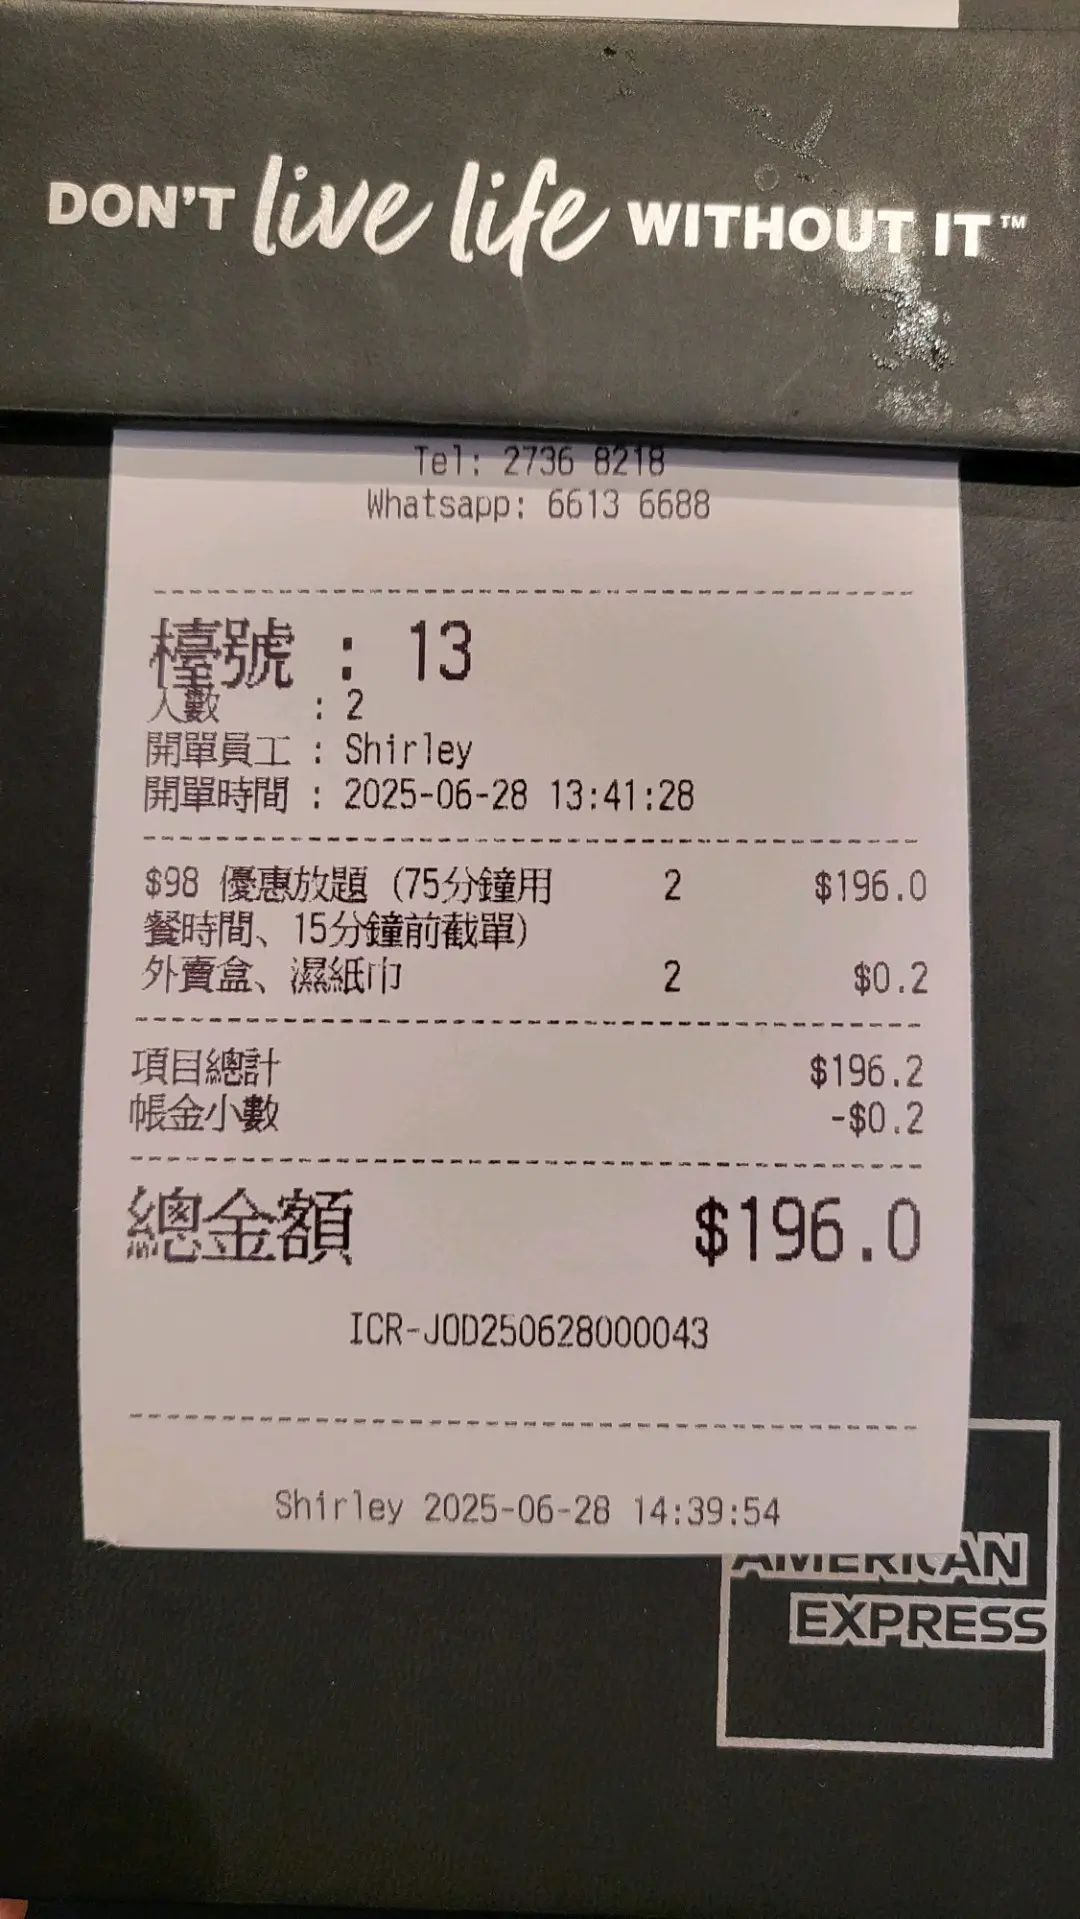 DON'T live life WITHOUT IT™
Tel: 2736 8218
Whatsapp: 6613 6688
檯號 : 13
人數 : 2
開單員工 : Shirley
開單時間 : 2025-06-28 13:41:28
$98 優惠放題 (75分鐘用 2 $196.0
餐時間、15分鐘前截單)
外賣盒、濕紙巾 2 $0.2
項目總計 $196.2
帳金小數 -$0.2
總金額 $196.0
ICR-JOD250628000043
Shirley 2025-06-28 14:39:54
AMERICAN
EXPRESS